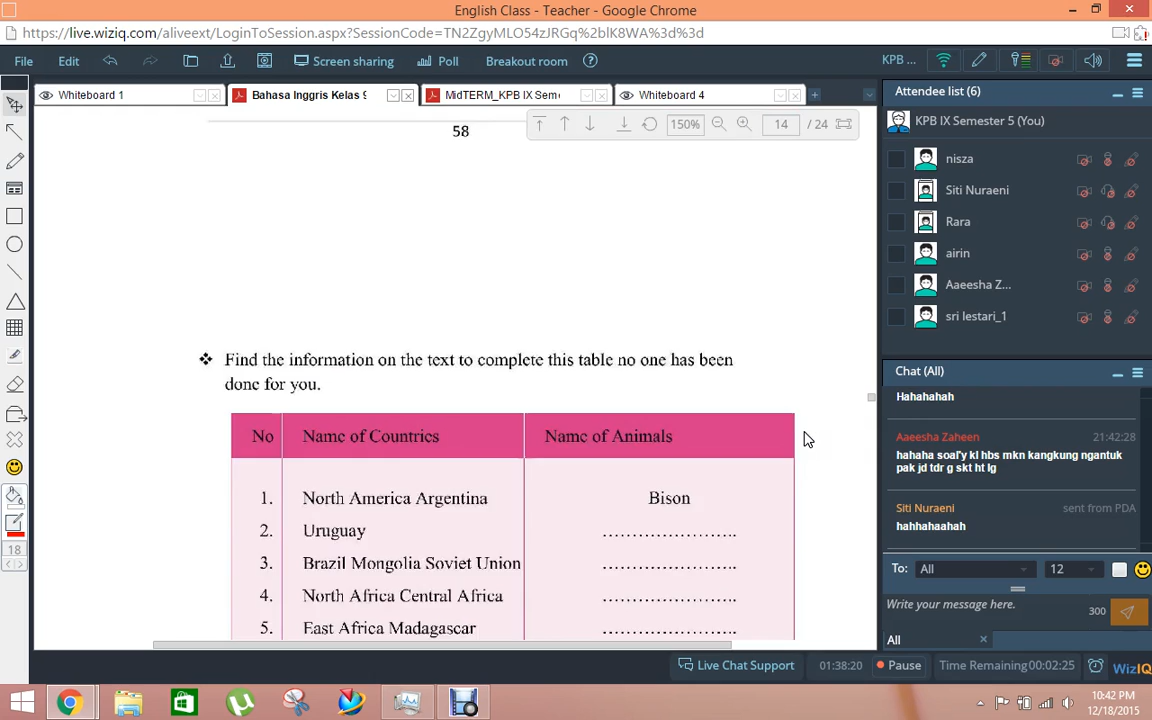 English Class - Teacher - Google Chrome
https://live.wiziq.com/aliveext/LoginToSession.aspx?SessionCode=TN2ZgyMLO54zJRGq%2blK8WA%3d%3d
File Edit Screen sharing Poll Breakout room KPB ...
Whiteboard 1 Bahasa Inggris Kelas 9 MidTERM_KPB IX Sem Whiteboard 4
150% 14 / 24
58
Find the information on the text to complete this table no one has been
done for you.
No Name of Countries Name of Animals
1. North America Argentina Bison
2. Uruguay …………………..
3. Brazil Mongolia Soviet Union …………………..
4. North Africa Central Africa …………………..
5. East Africa Madagascar …………………..
18
Attendee list (6)
KPB IX Semester 5 (You)
nisza
Siti Nuraeni
Rara
airin
Aaeesha Z...
sri lestari_1
Chat (All)
Hahahahah
Aaeesha Zaheen 21:42:28
hahaha soal'y kl hbs mkn kangkung ngantuk
pak jd tdr g skt ht lg
Siti Nuraeni sent from PDA
hahhahaahah
To: All 12
Write your message here. 300
All
Live Chat Support 01:38:20 Pause Time Remaining00:02:25 WizIQ
10:42 PM
12/18/2015